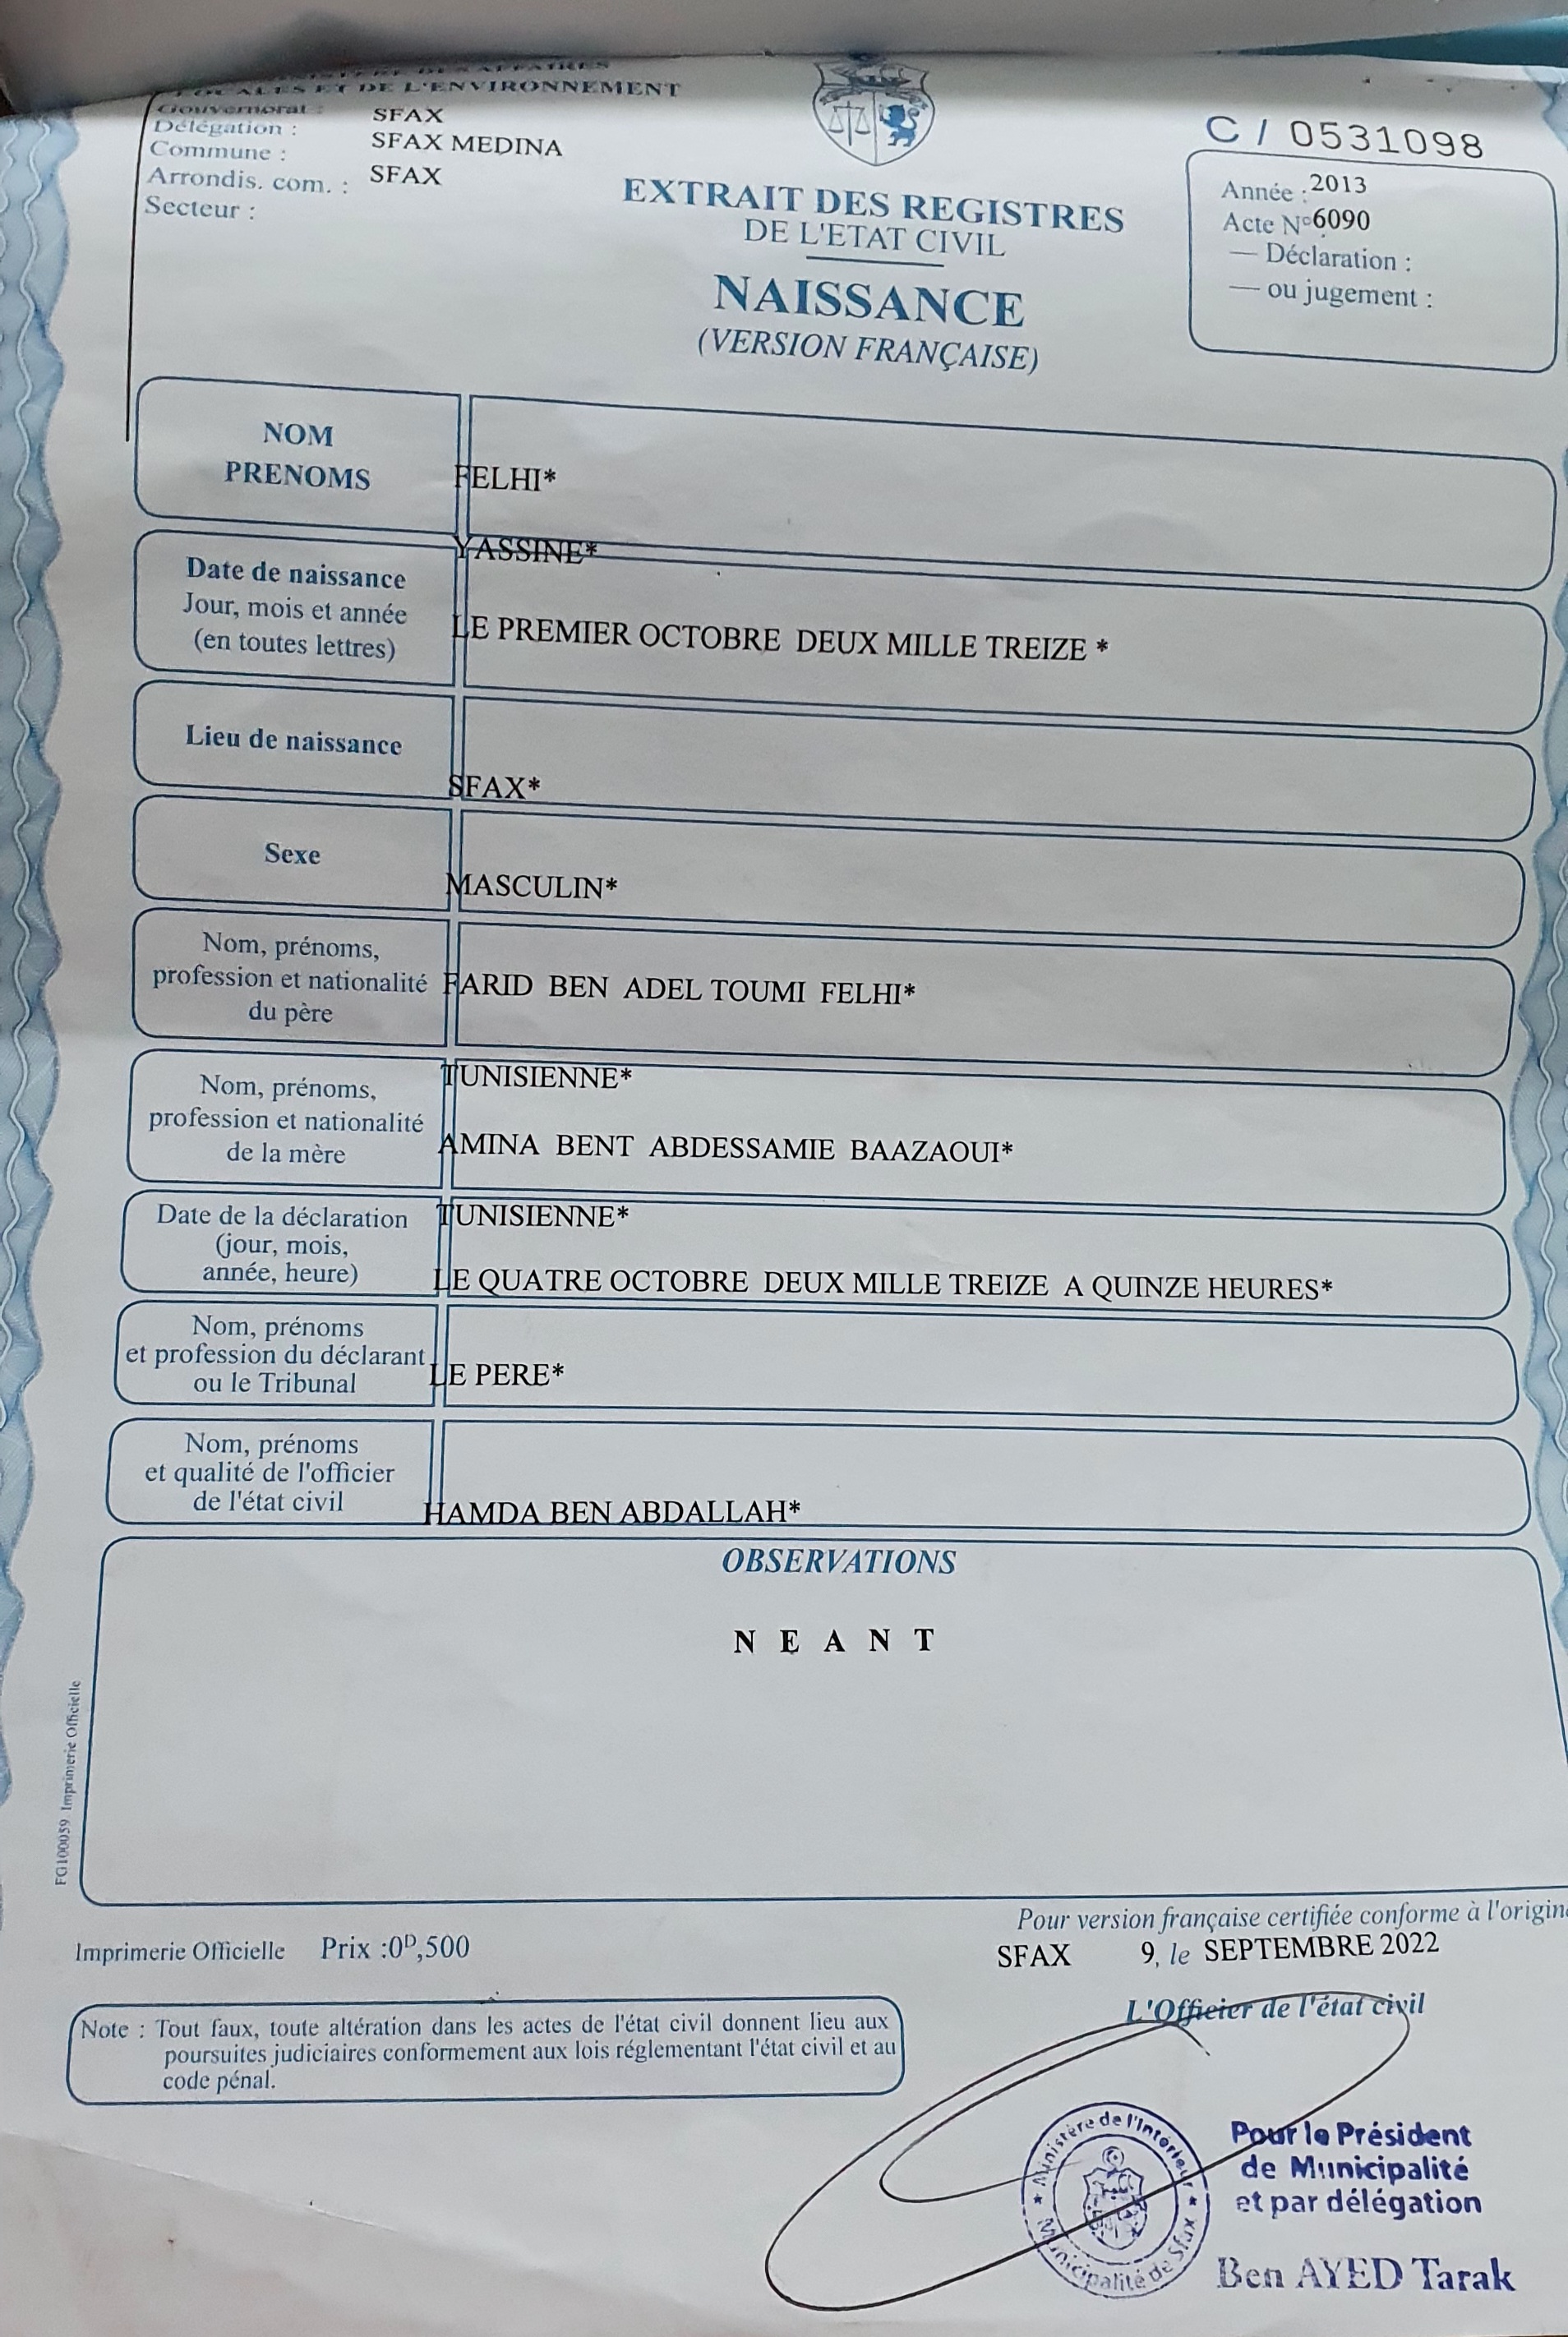 MINISTÈRE DES AFFAIRES
LOCALES ET DE L'ENVIRONNEMENT
Gouvernorat : SFAX
Délégation : SFAX MEDINA
Commune : SFAX
Arrondis. com. :
Secteur :
C / 0531098
Année : 2013
Acte N° 6090
— Déclaration :
— ou jugement :
EXTRAIT DES REGISTRES
DE L'ETAT CIVIL
NAISSANCE
(VERSION FRANÇAISE)
NOM
PRENOMS
FELHI*
YASSINE*
Date de naissance
Jour, mois et année
(en toutes lettres)
LE PREMIER OCTOBRE DEUX MILLE TREIZE *
Lieu de naissance
SFAX*
Sexe
MASCULIN*
Nom, prénoms,
profession et nationalité
du père
FARID BEN ADEL TOUMI FELHI*
TUNISIENNE*
Nom, prénoms,
profession et nationalité
de la mère
AMINA BENT ABDESSAMIE BAAZAOUI*
TUNISIENNE*
Date de la déclaration
(jour, mois,
année, heure)
LE QUATRE OCTOBRE DEUX MILLE TREIZE A QUINZE HEURES*
Nom, prénoms
et profession du déclarant
ou le Tribunal
LE PERE*
Nom, prénoms
et qualité de l'officier
de l'état civil
HAMDA BEN ABDALLAH*
OBSERVATIONS
N E A N T
FG100059 Imprimerie Officielle
Pour version française certifiée conforme à l'origin
Imprimerie Officielle Prix :0D,500
SFAX 9, le SEPTEMBRE 2022
L'Officier de l'état civil
Note : Tout faux, toute altération dans les actes de l'état civil donnent lieu aux
poursuites judiciaires conformement aux lois réglementant l'état civil et au
code pénal.
Ministère de l'Intérieur
Municipalité de Sfax
Pour le Président
de Municipalité
et par délégation
Ben AYED Tarak